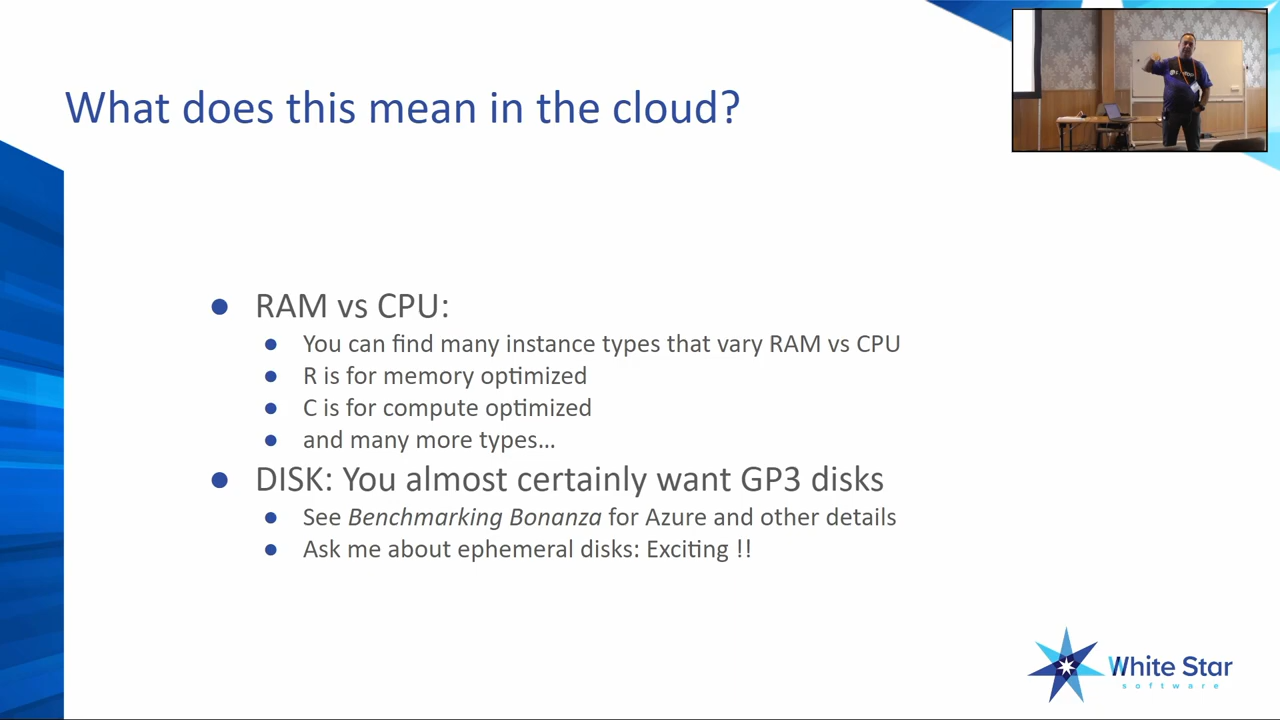 What does this mean in the cloud?
RAM vs CPU:
You can find many instance types that vary RAM vs CPU
R is for memory optimized
C is for compute optimized
and many more types...
DISK: You almost certainly want GP3 disks
See Benchmarking Bonanza for Azure and other details
Ask me about ephemeral disks: Exciting !!
White Star
software